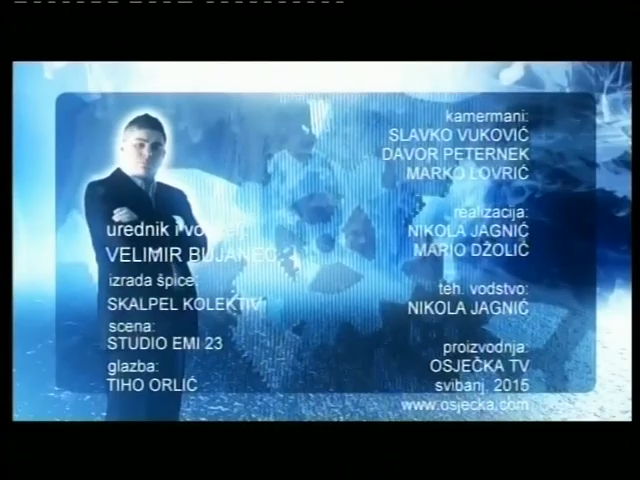 urednik i
VELIMIR BUJANEC
izrada špice:
SKALPEL KOLEKTIV
scena:
STUDIO EMI 23
glazba:
TIHO ORLIĆ
kamermani:
SLAVKO VUKOVIĆ
DAVOR PETERNEK
MARKO LOVRIĆ
realizacija:
NIKOLA JAGNIĆ
MARIO DŽOLIĆ
teh. vodstvo:
NIKOLA JAGNIĆ
proizvodnja:
OSJEČKA TV
svibanj, 2015
www.osjecka.com